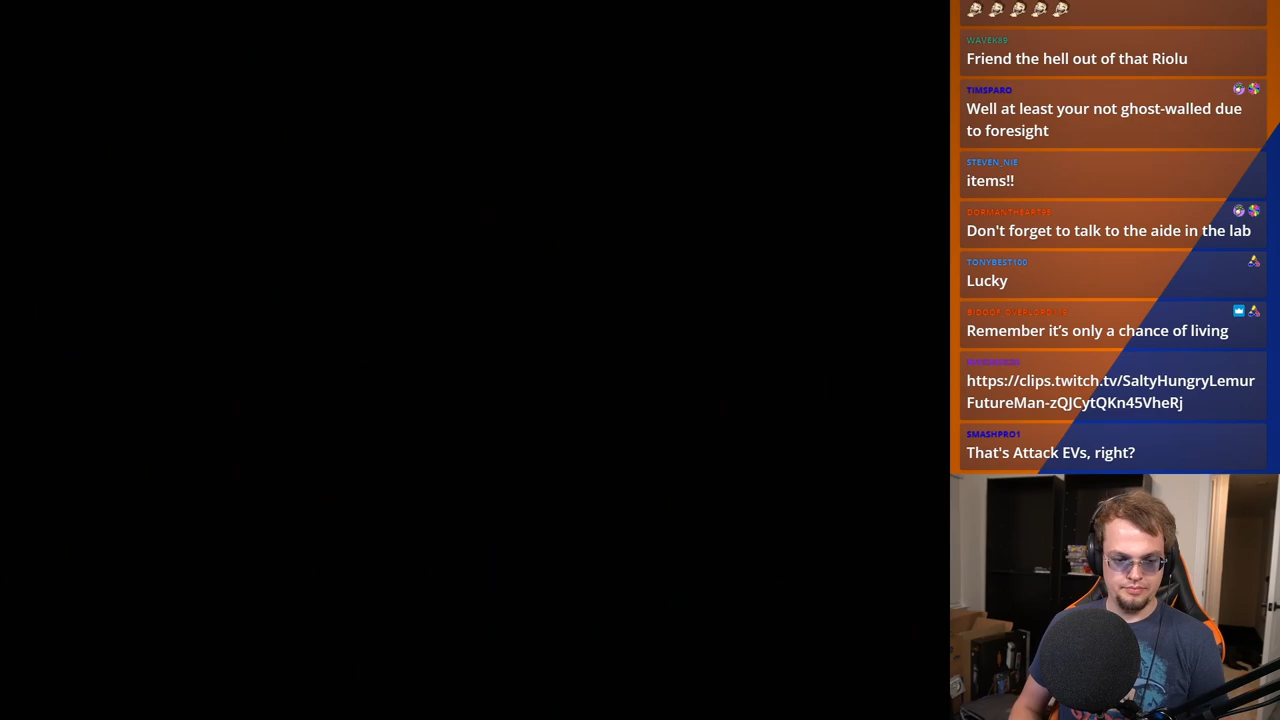 WAVEK89
Friend the hell out of that Riolu
TIMSPARO
Well at least your not ghost-walled due
to foresight
STEVEN_NIE
items!!
DORMANTHEART95
Don't forget to talk to the aide in the lab
TONYBEST100
Lucky
Remember it's only a chance of living
https://clips.twitch.tv/SaltyHungryLemur
FutureMan-zQJCytQKn45VheRj
SMASHPRO1
That's Attack EVs, right?